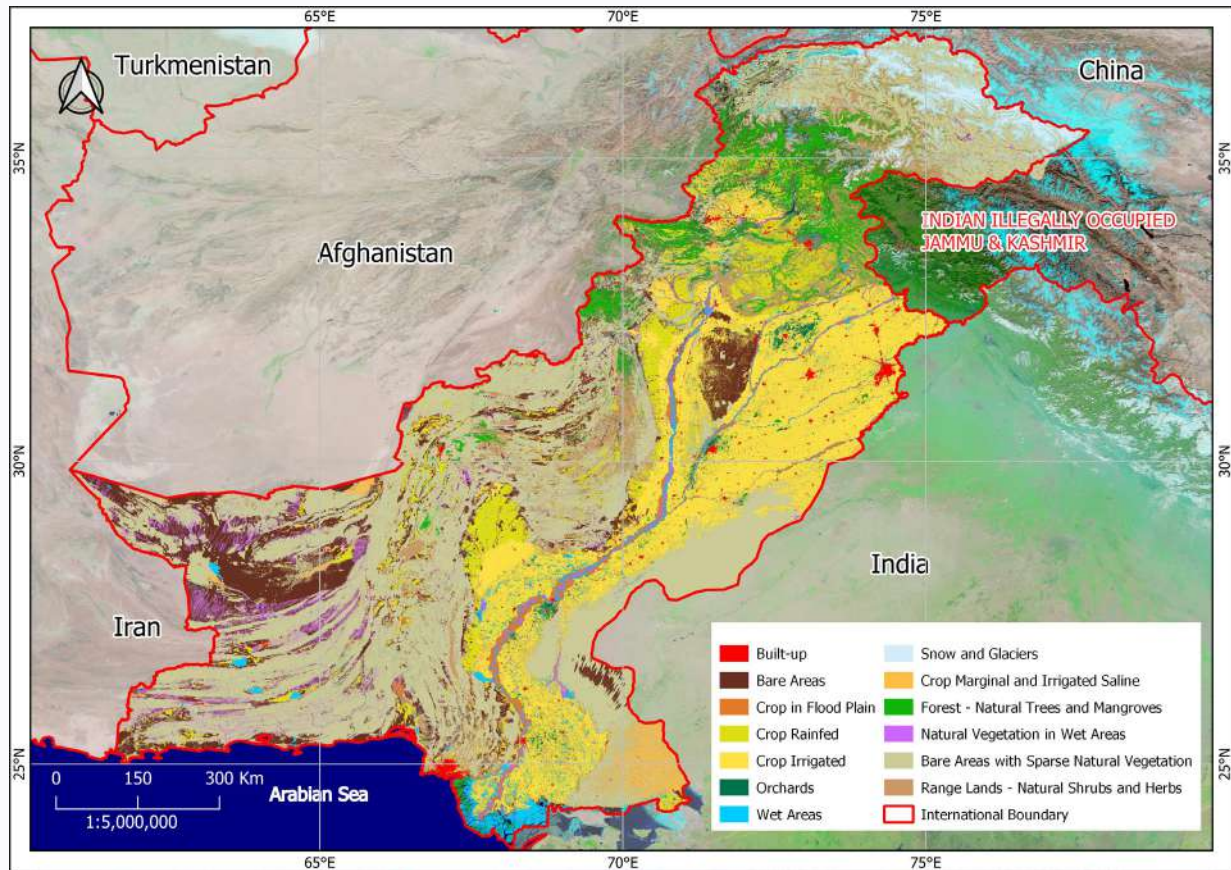 65°E
70°E
75°E
Turkmenistan
China
35°N
35°N
INDIAN ILLEGALLY OCCUPIED
JAMMU & KASHMIR
Afghanistan
30°N
30°N
India
Iran
Built-up
Bare Areas
Crop in Flood Plain
Crop Rainfed
Crop Irrigated
Orchards
Wet Areas
Snow and Glaciers
Crop Marginal and Irrigated Saline
Forest - Natural Trees and Mangroves
Natural Vegetation in Wet Areas
Bare Areas with Sparse Natural Vegetation
Range Lands - Natural Shrubs and Herbs
International Boundary
25°N
25°N
0 150 300 Km
1:5,000,000
Arabian Sea
65°E
70°E
75°E